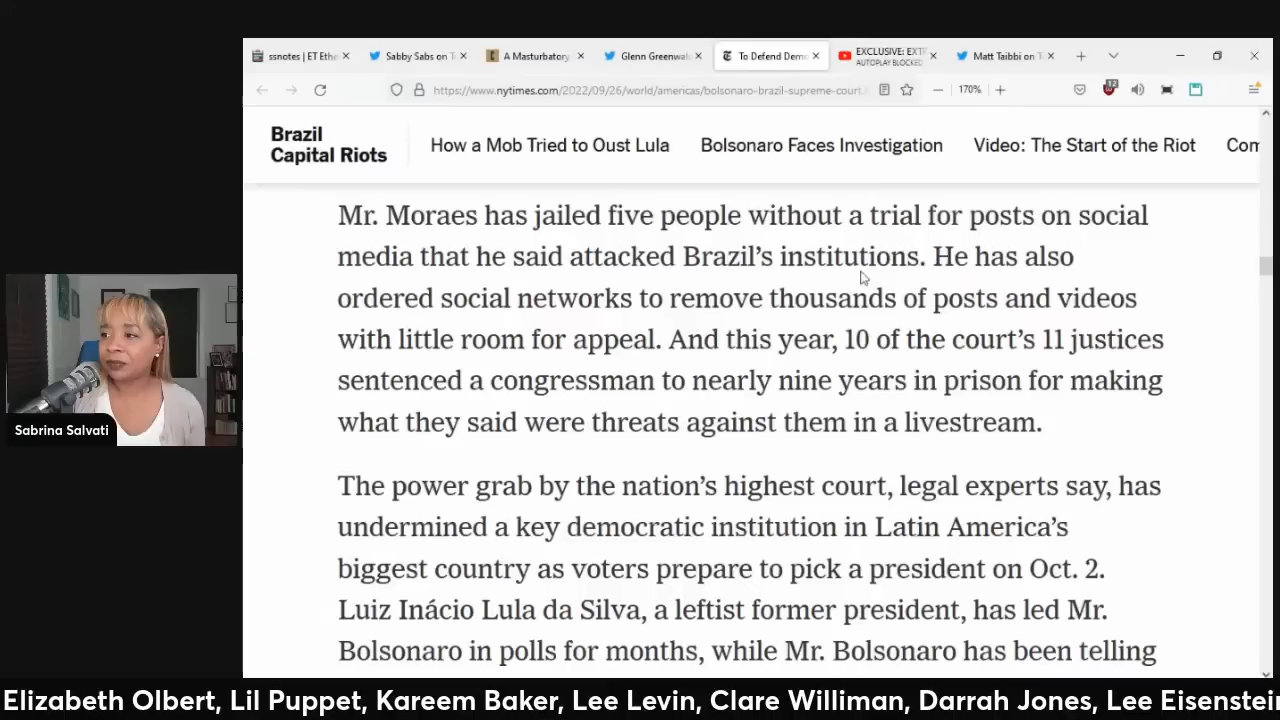 ssnotes | ET Ethe
Sabby Sabs on T
A Masturbatory
Glenn Greenwal
To Defend Demo
EXCLUSIVE: EXTR
AUTOPLAY BLOCKED
Matt Taibbi on T
https://www.nytimes.com/2022/09/26/world/americas/bolsonaro-brazil-supreme-court.
170%
12
Brazil
Capital Riots
How a Mob Tried to Oust Lula
Bolsonaro Faces Investigation
Video: The Start of the Riot
Com
Mr. Moraes has jailed five people without a trial for posts on social
media that he said attacked Brazil’s institutions. He has also
ordered social networks to remove thousands of posts and videos
with little room for appeal. And this year, 10 of the court’s 11 justices
sentenced a congressman to nearly nine years in prison for making
what they said were threats against them in a livestream.
The power grab by the nation’s highest court, legal experts say, has
undermined a key democratic institution in Latin America’s
biggest country as voters prepare to pick a president on Oct. 2.
Luiz Inácio Lula da Silva, a leftist former president, has led Mr.
Bolsonaro in polls for months, while Mr. Bolsonaro has been telling
Sabrina Salvati
Elizabeth Olbert, Lil Puppet, Kareem Baker, Lee Levin, Clare Williman, Darrah Jones, Lee Eisenstei